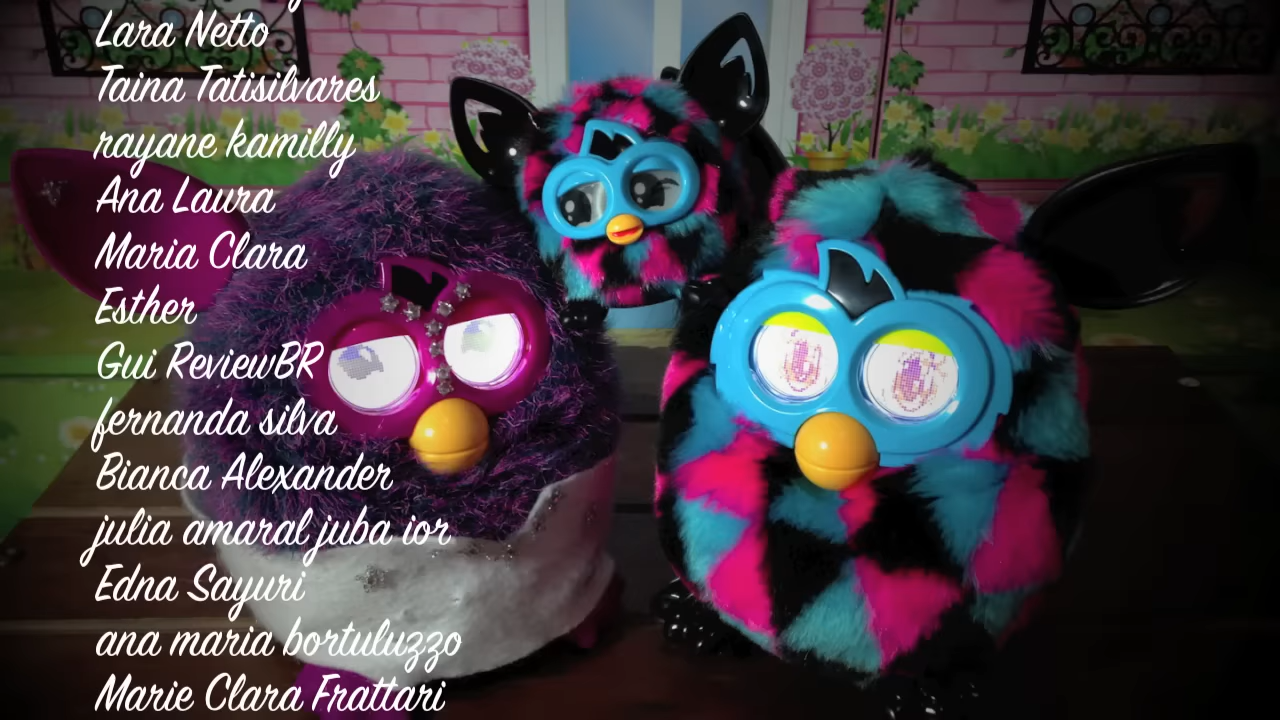 Lara Netto
Taina Tatisilvares
rayane kamilly
Ana Laura
Maria Clara
Esther
Gui ReviewBR
fernanda silva
Bianca Alexander
julia amaral juba ior
Edna Sayuri
ana maria bortuluzzo
Marie Clara Frattari